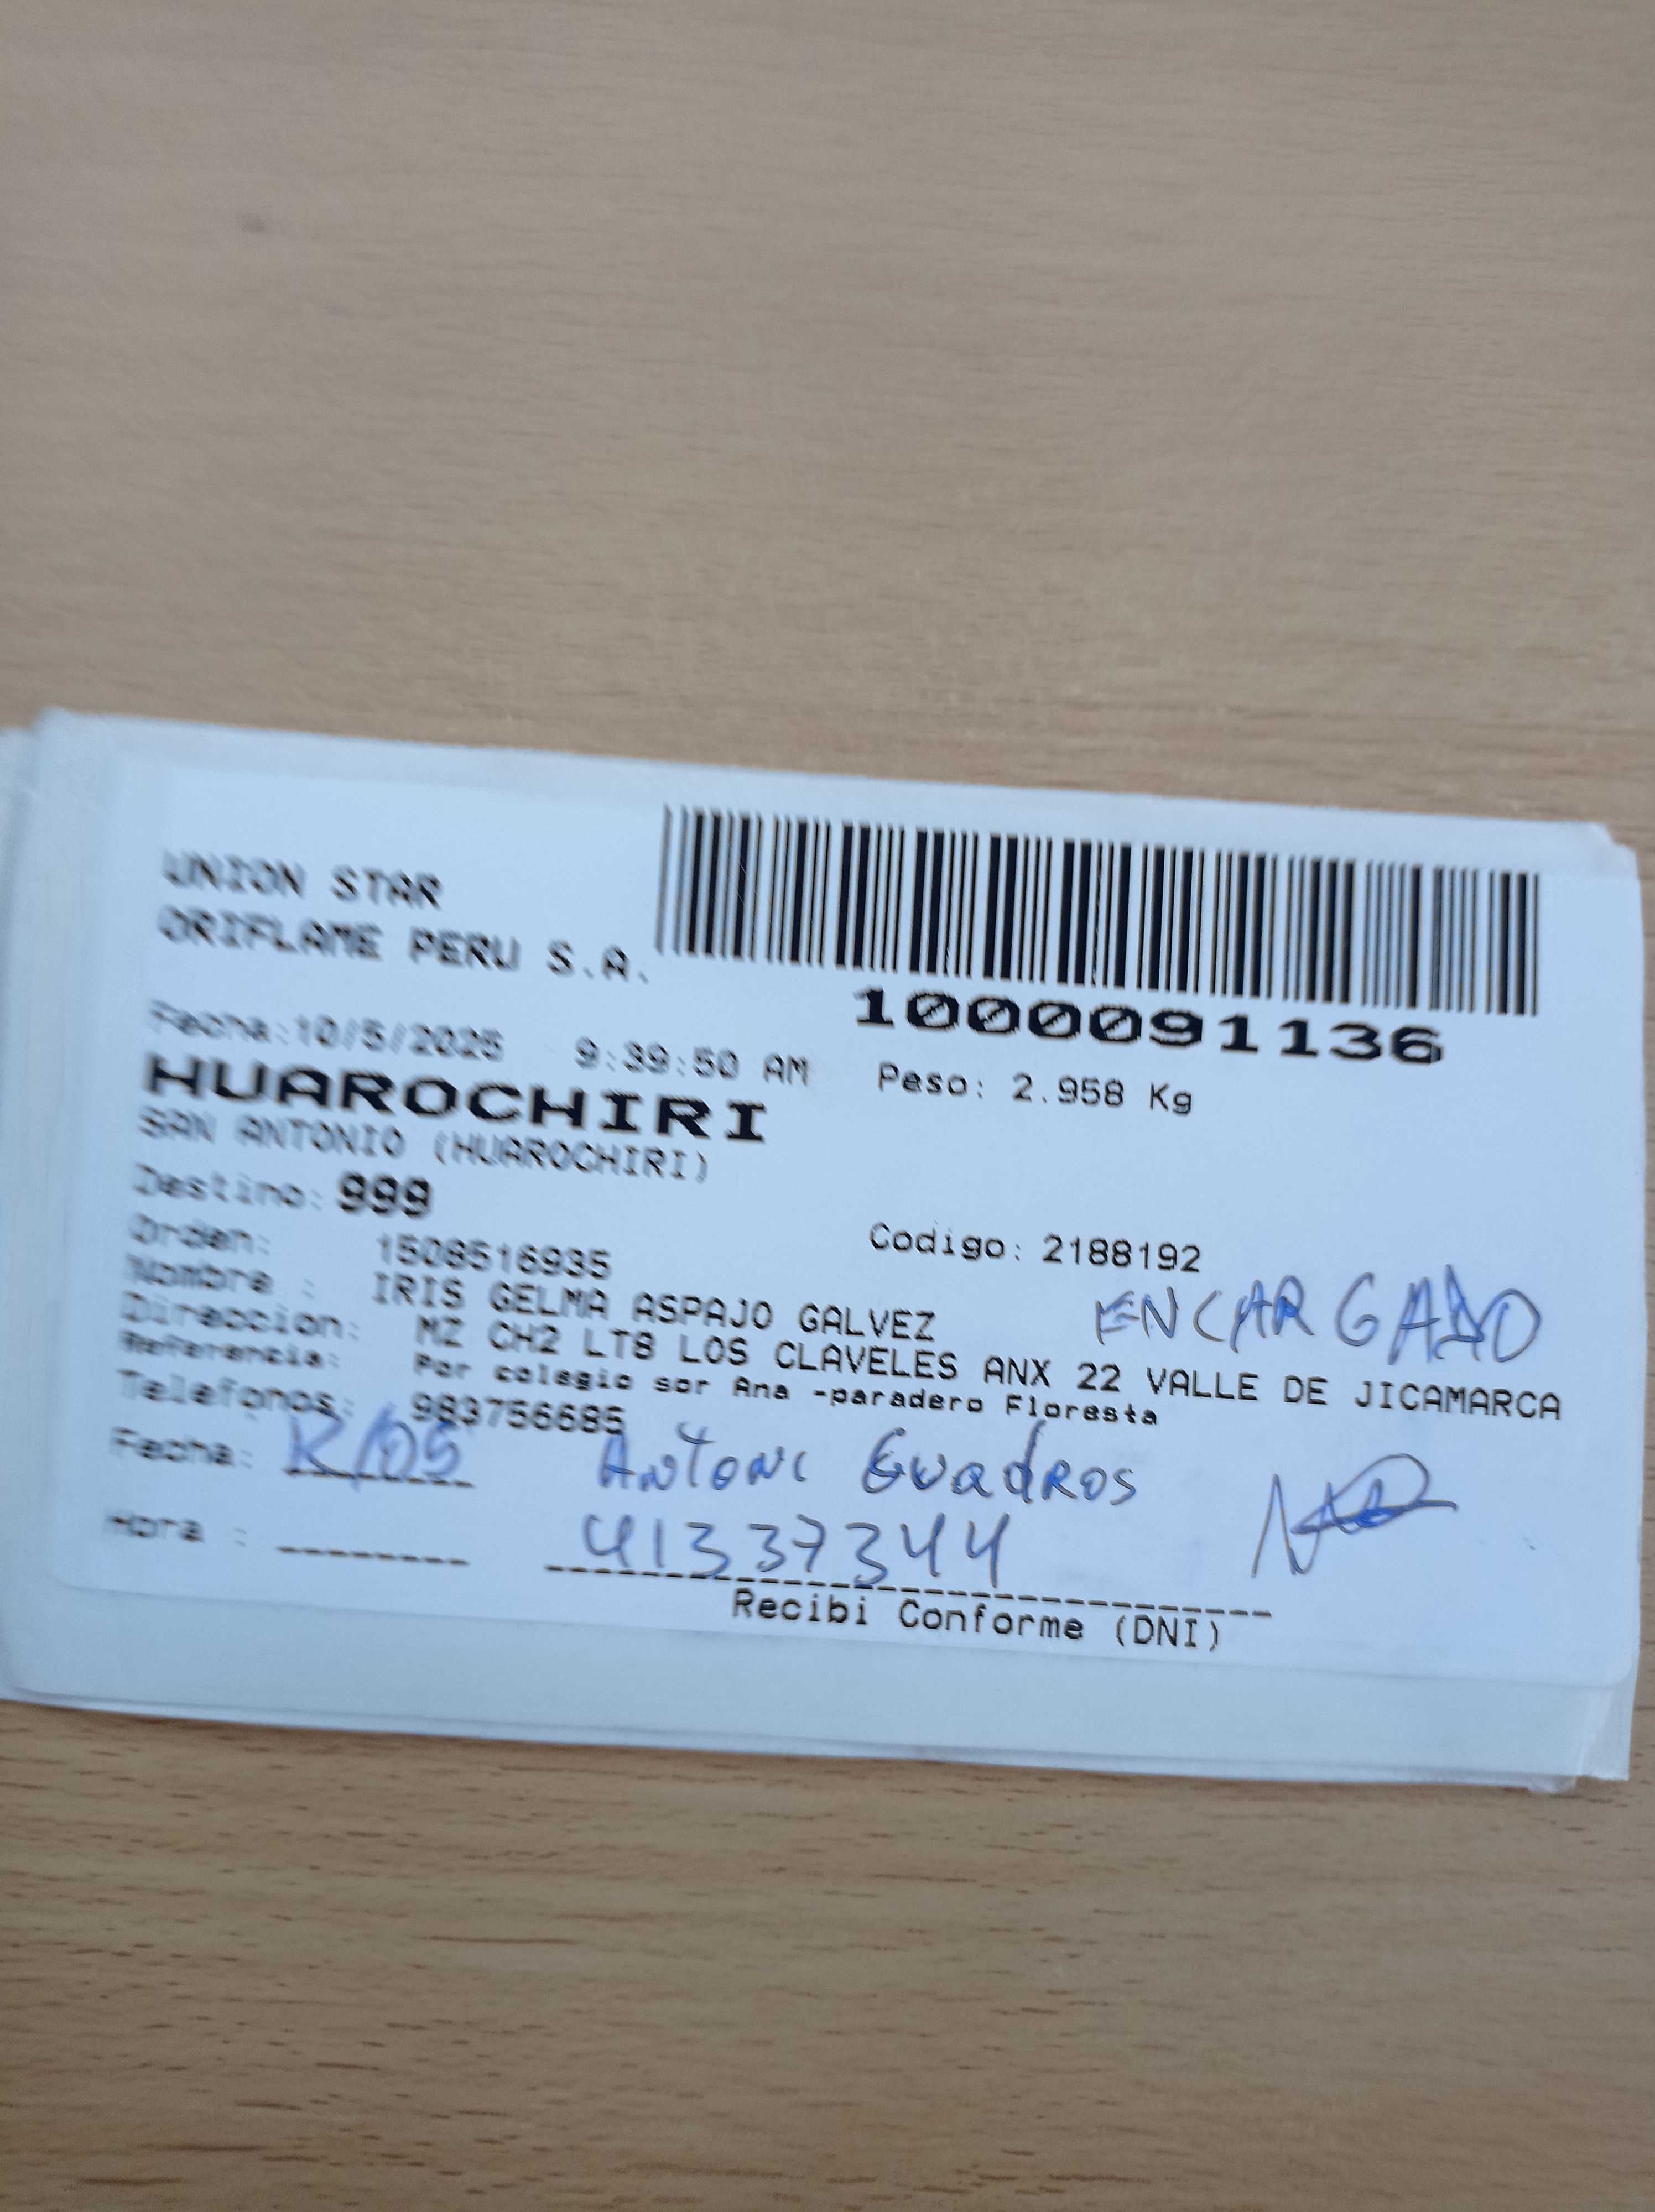 UNION STAR
ORIFLAME PERU S.A.
1000091136
Fecha:10/5/2025 9:39:50 AM Peso: 2.958 Kg
HUAROCHIRI
SAN ANTONIO (HUAROCHIRI)
Destino: 999
Orden: 1508516935 Codigo: 2188192
Nombre : IRIS GELMA ASPAJO GALVEZ ENCARGADO
Direccion: MZ CH2 LT8 LOS CLAVELES ANX 22 VALLE DE JICAMARCA
Referencia: Por colegio sor Ana -paradero Floresta
Telefonos: 983756685
Fecha: Antoni Guadros
Hora : 41337344
Recibi Conforme (DNI)